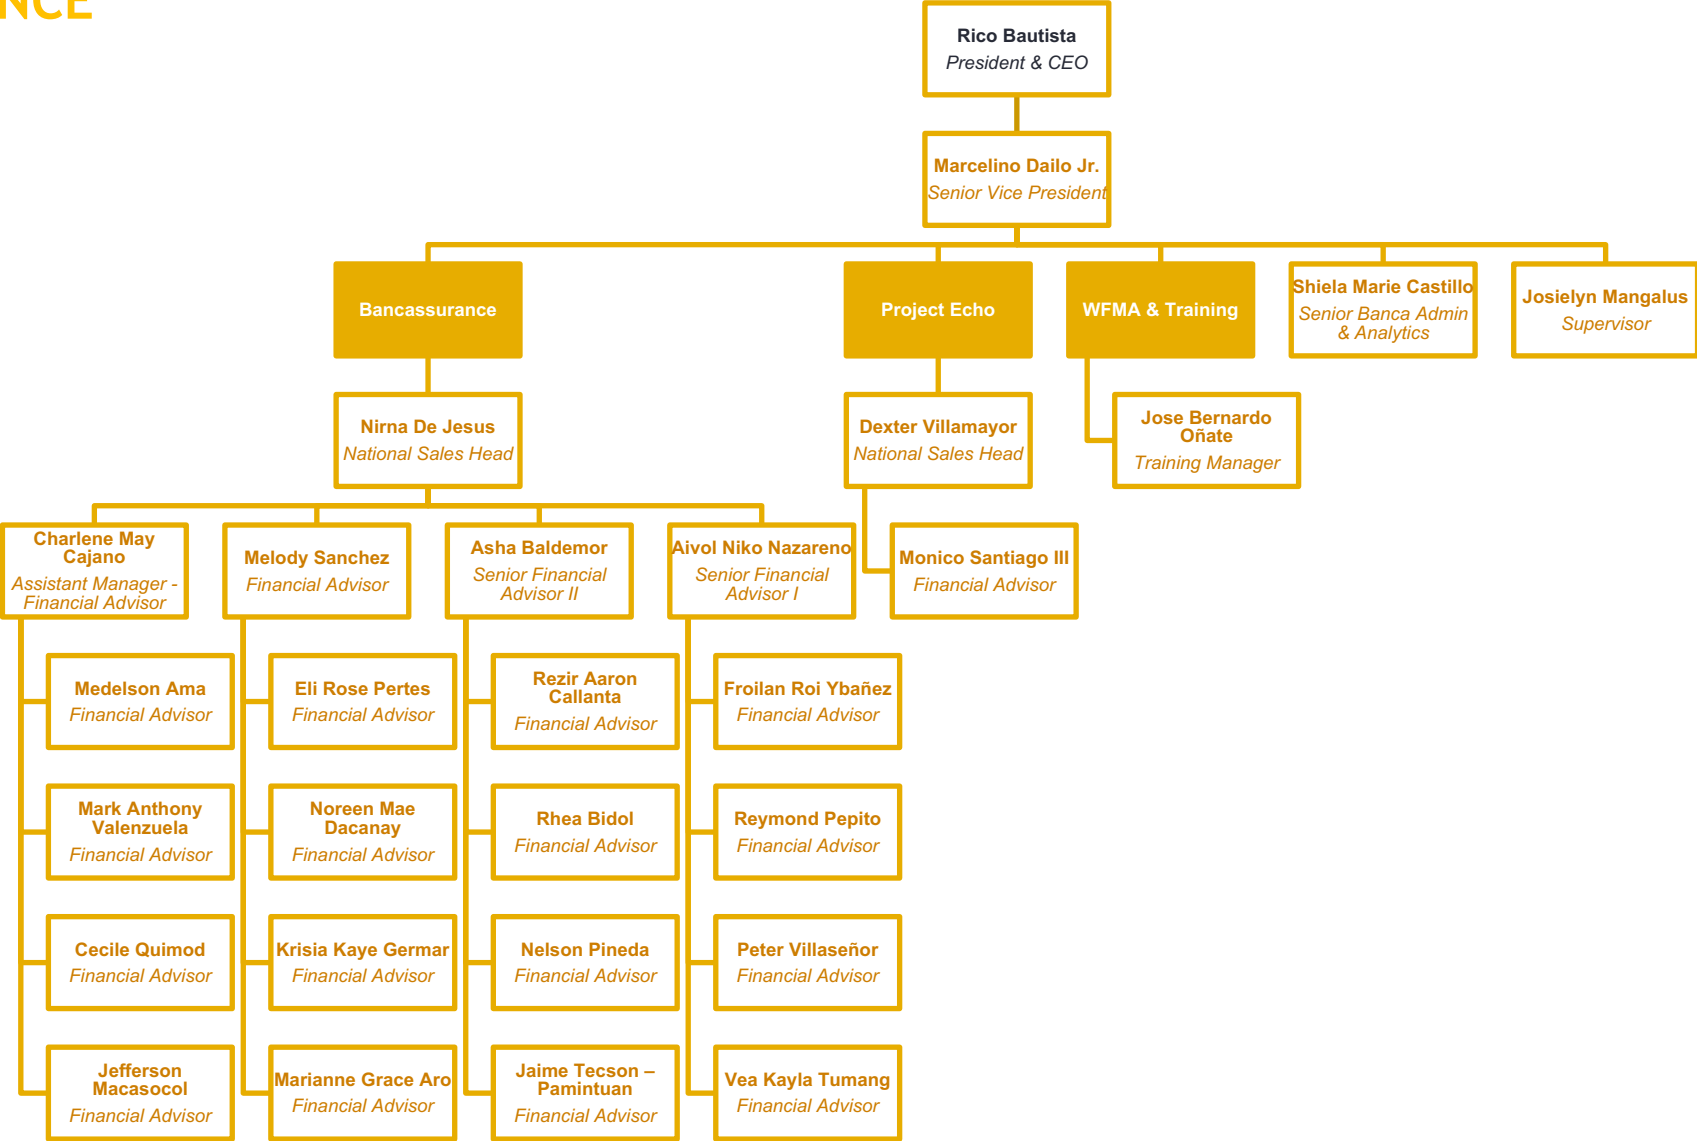 NCE
Rico Bautista
President & CEO
Marcelino Dailo Jr.
Senior Vice President
Bancassurance
Project Echo
WFMA & Training
Shiela Marie Castillo
Senior Banca Admin
& Analytics
Josielyn Mangalus
Supervisor
Nirna De Jesus
National Sales Head
Dexter Villamayor
National Sales Head
Jose Bernardo
Oñate
Training Manager
Charlene May
Cajano
Assistant Manager -
Financial Advisor
Melody Sanchez
Financial Advisor
Asha Baldemor
Senior Financial
Advisor II
Aivol Niko Nazareno
Senior Financial
Advisor I
Monico Santiago III
Financial Advisor
Medelson Ama
Financial Advisor
Eli Rose Pertes
Financial Advisor
Rezir Aaron
Callanta
Financial Advisor
Froilan Roi Ybañez
Financial Advisor
Mark Anthony
Valenzuela
Financial Advisor
Noreen Mae
Dacanay
Financial Advisor
Rhea Bidol
Financial Advisor
Reymond Pepito
Financial Advisor
Cecile Quimod
Financial Advisor
Krisia Kaye Germar
Financial Advisor
Nelson Pineda
Financial Advisor
Peter Villaseñor
Financial Advisor
Jefferson
Macasocol
Financial Advisor
Marianne Grace Aro
Financial Advisor
Jaime Tecson –
Pamintuan
Financial Advisor
Vea Kayla Tumang
Financial Advisor